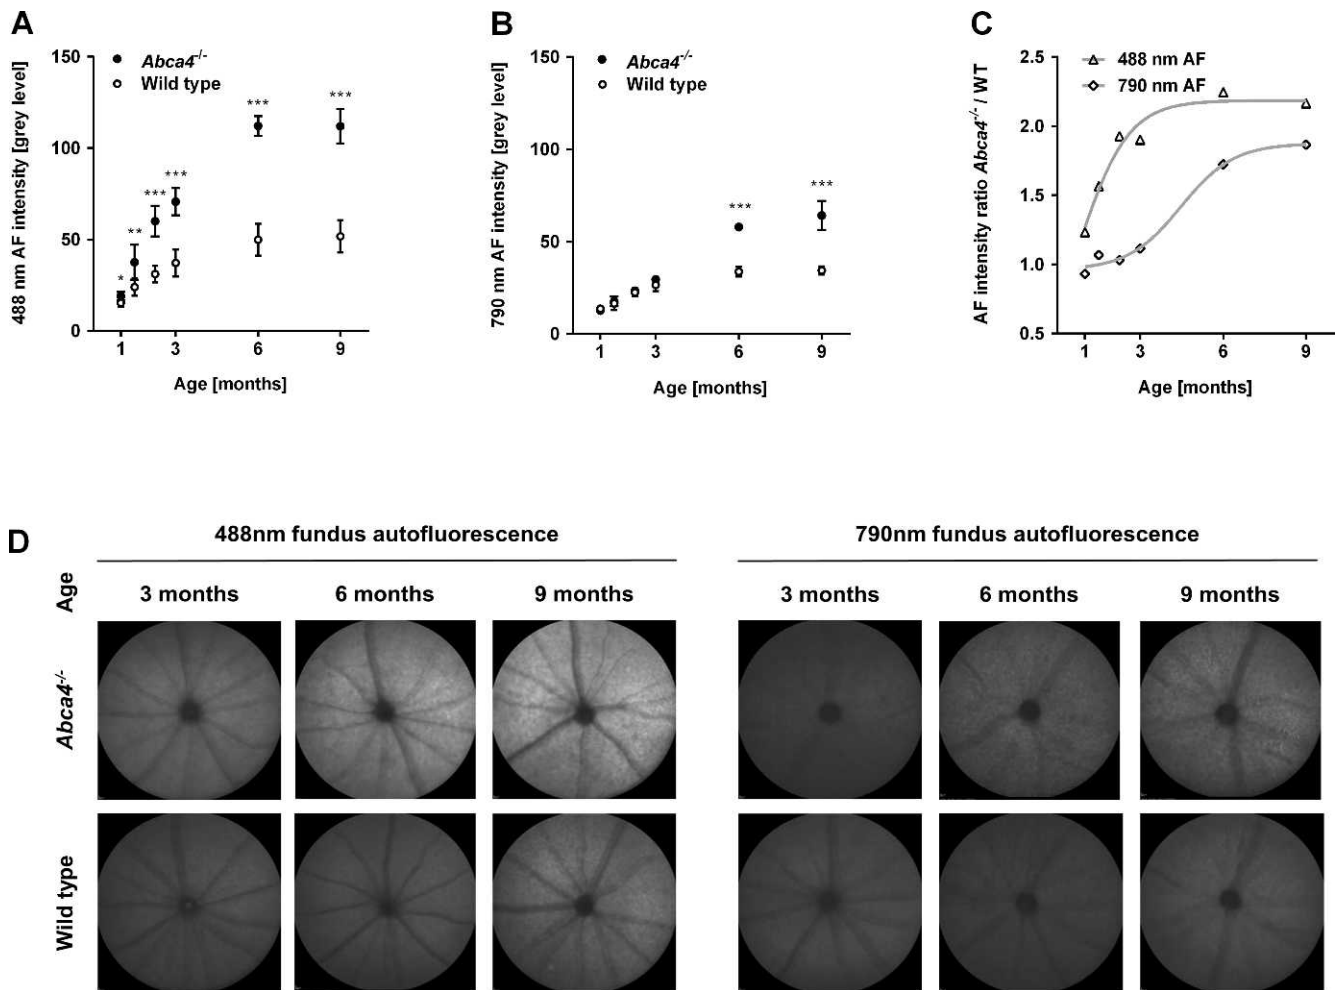 A
150
100
50
0
488 nm AF intensity [grey level]
Abca4-/-
Wild type
*
**
***
***
***
***
1 3 6 9
Age [months]
B
150
100
50
0
790 nm AF intensity [grey level]
Abca4-/-
Wild type
***
***
1 3 6 9
Age [months]
C
2.5
2.0
1.5
1.0
0.5
AF intensity ratio Abca4-/- / WT
488 nm AF
790 nm AF
1 3 6 9
Age [months]
D
488nm fundus autofluorescence
790nm fundus autofluorescence
Age
3 months 6 months 9 months
3 months 6 months 9 months
Abca4-/-
Wild type